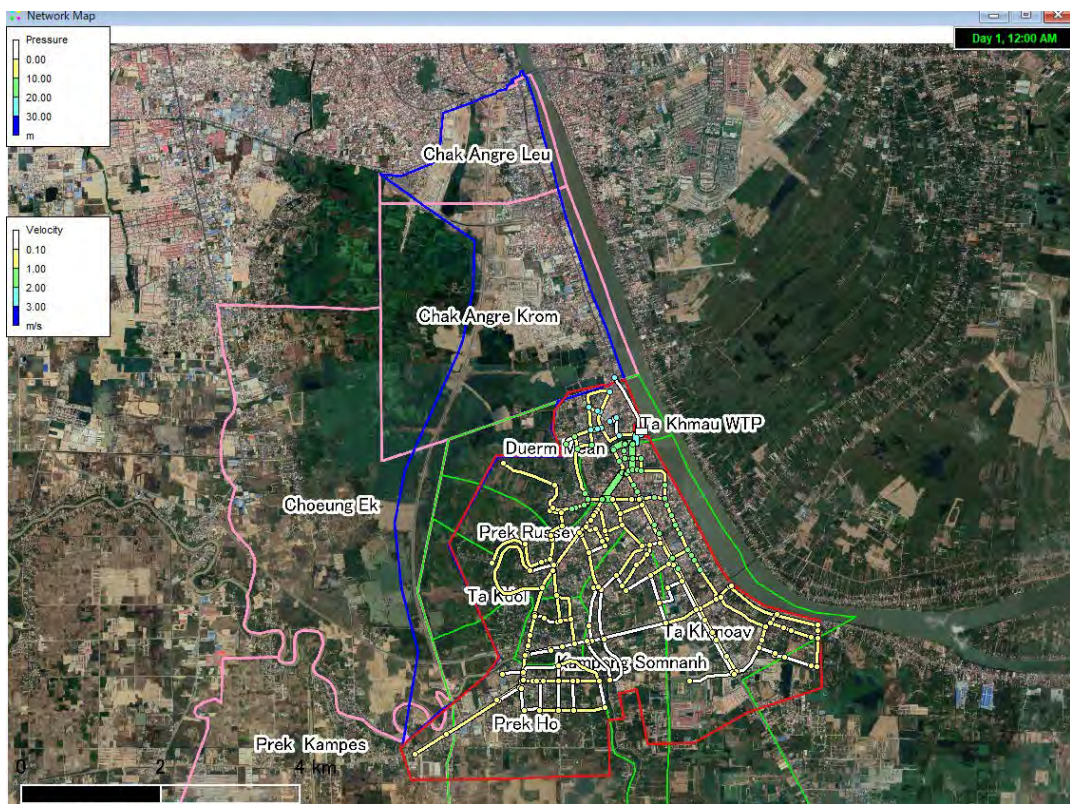 Network Map
Day 1, 12:00 AM
Pressure
0.00
10.00
20.00
30.00
m
Velocity
0.10
1.00
2.00
3.00
m/s
Chak Angre Leu
Chak Angre Krom
Ta Khmau WTP
Duerm Mean
Choeung Ek
Prek Russey
Ta Kdol
Ta Khmoav
Kampong Somnanh
Prek Ho
Prek Kampes
0 2 4 km